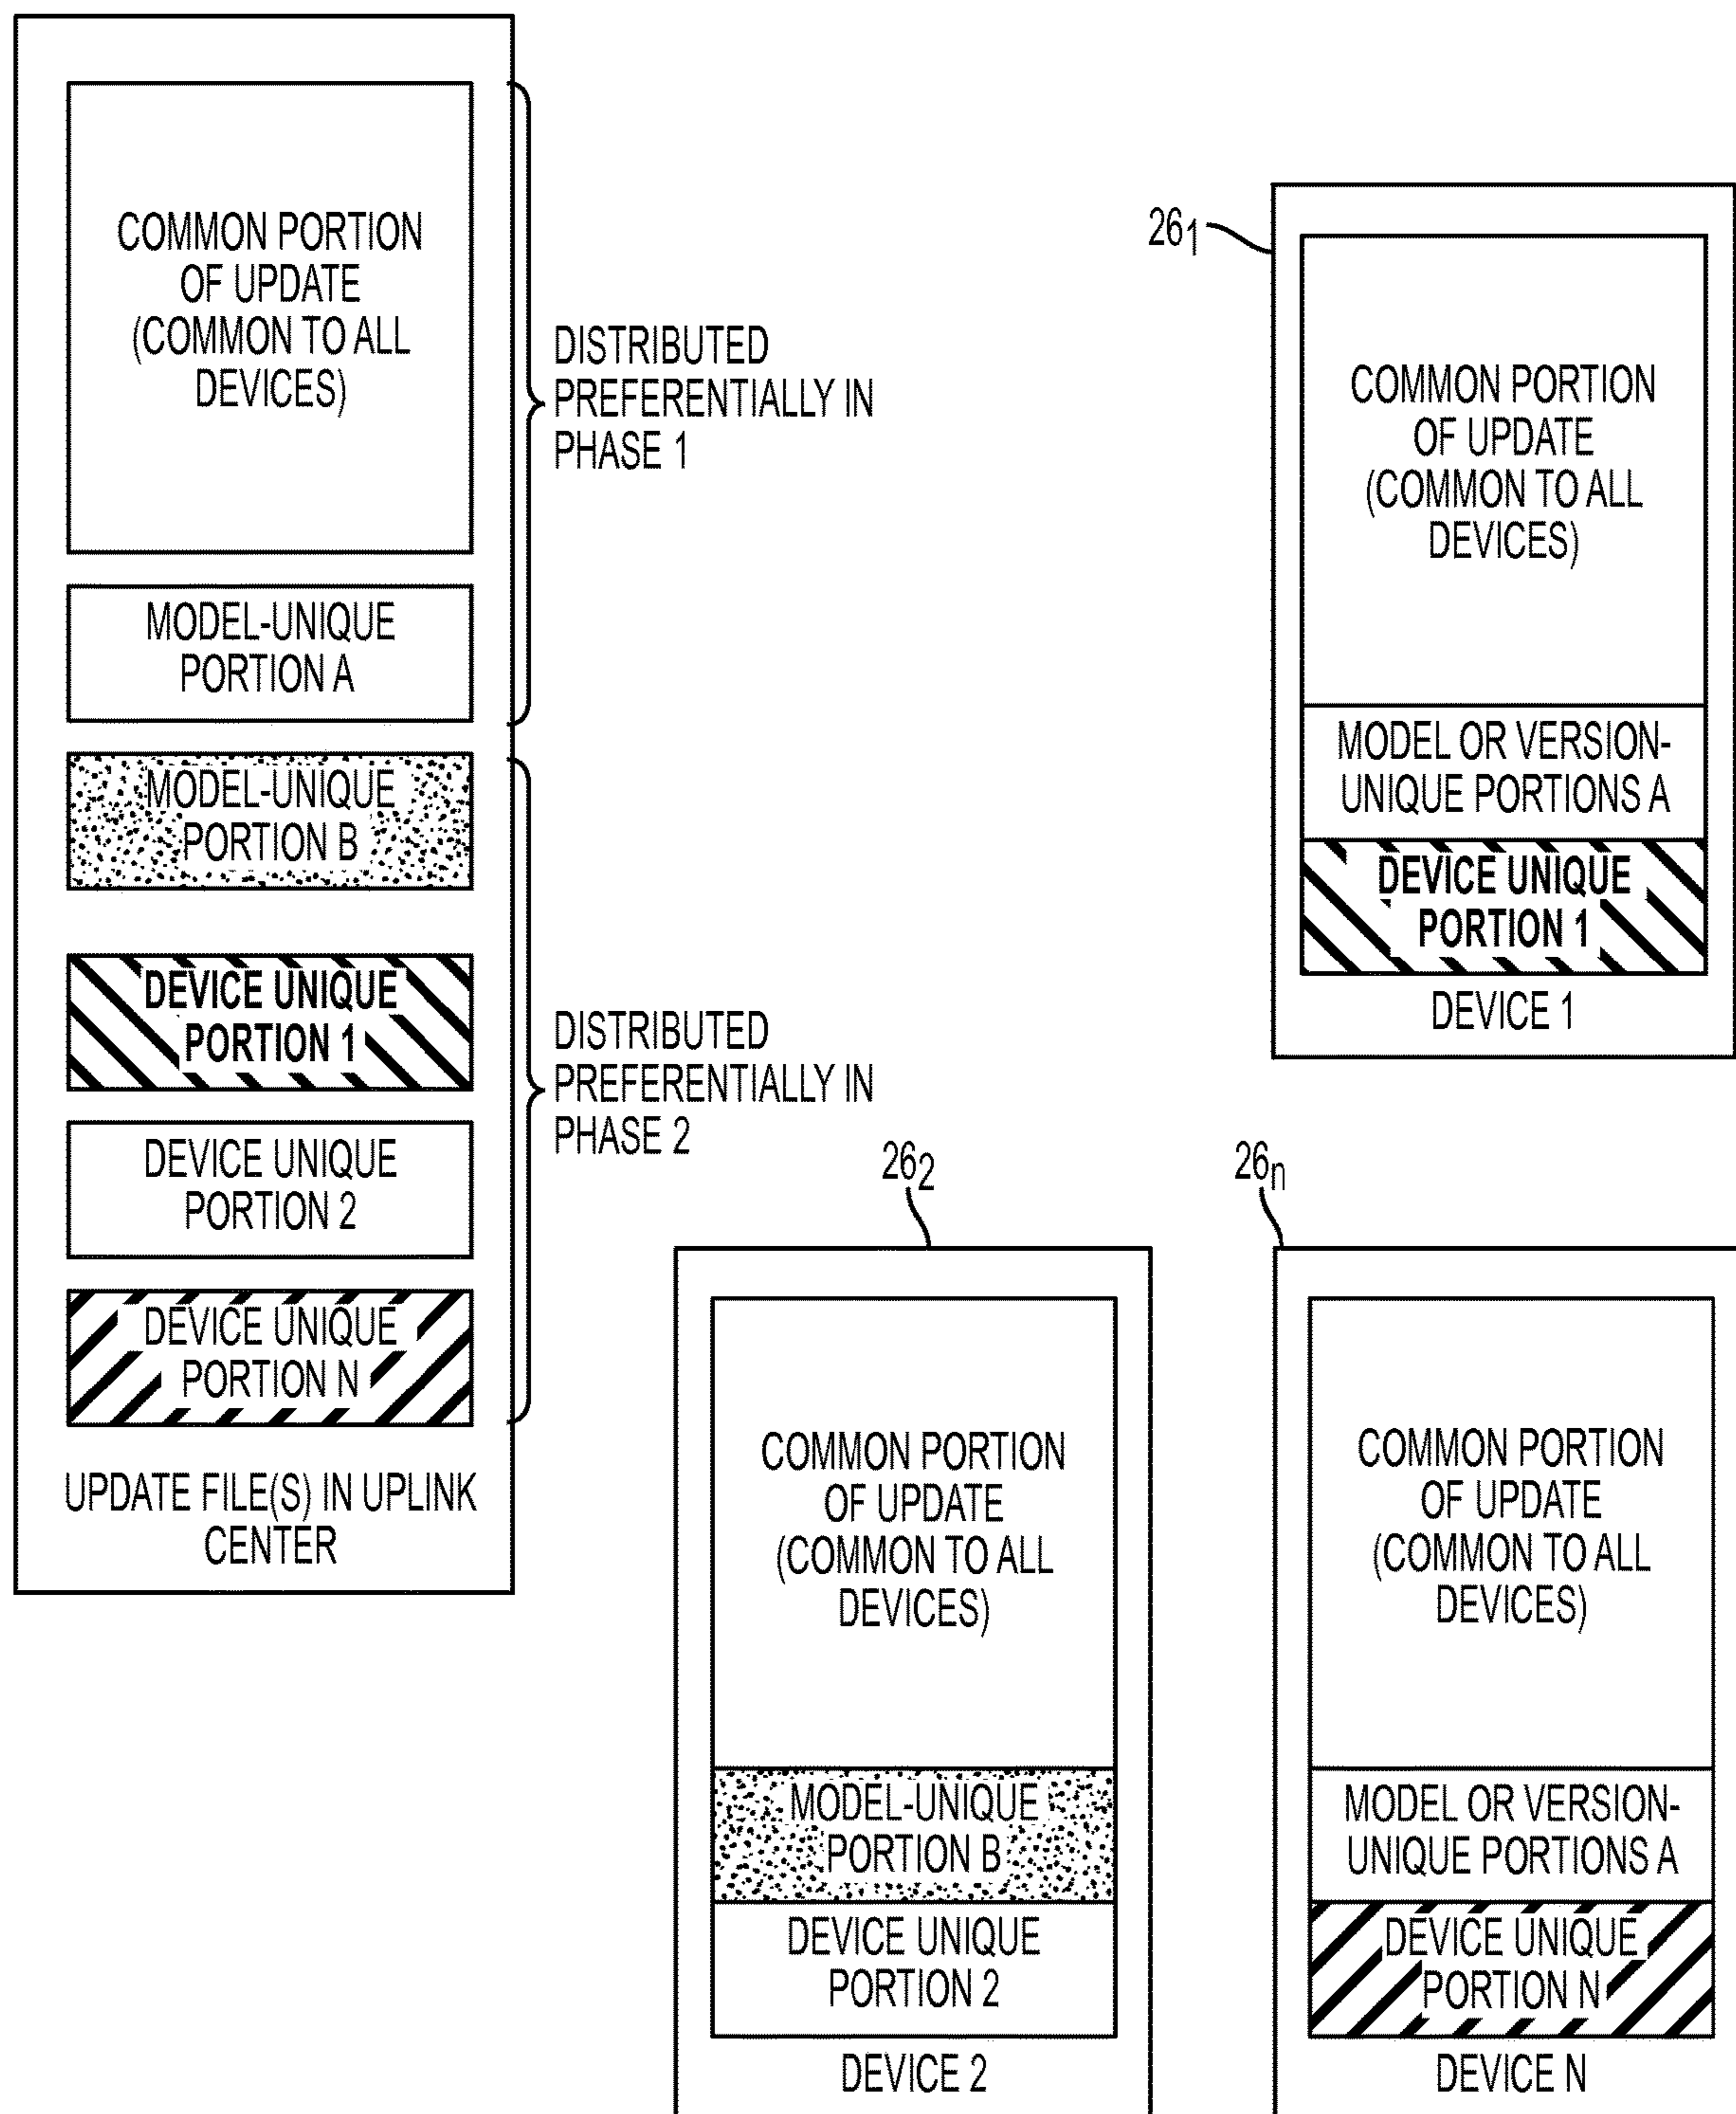 COMMON PORTION
OF UPDATE
(COMMON TO ALL
DEVICES)
MODEL-UNIQUE
PORTION A
DISTRIBUTED
PREFERENTIALLY IN
PHASE 1
MODEL-UNIQUE
PORTION B
DEVICE UNIQUE
PORTION 1
DEVICE UNIQUE
PORTION 2
DEVICE UNIQUE
PORTION N
DISTRIBUTED
PREFERENTIALLY IN
PHASE 2
UPDATE FILE(S) IN UPLINK
CENTER
26₁
COMMON PORTION
OF UPDATE
(COMMON TO ALL
DEVICES)
MODEL OR VERSION-
UNIQUE PORTIONS A
DEVICE UNIQUE
PORTION 1
DEVICE 1
26₂
COMMON PORTION
OF UPDATE
(COMMON TO ALL
DEVICES)
MODEL-UNIQUE
PORTION B
DEVICE UNIQUE
PORTION 2
DEVICE 2
26ₙ
COMMON PORTION
OF UPDATE
(COMMON TO ALL
DEVICES)
MODEL OR VERSION-
UNIQUE PORTIONS A
DEVICE UNIQUE
PORTION N
DEVICE N